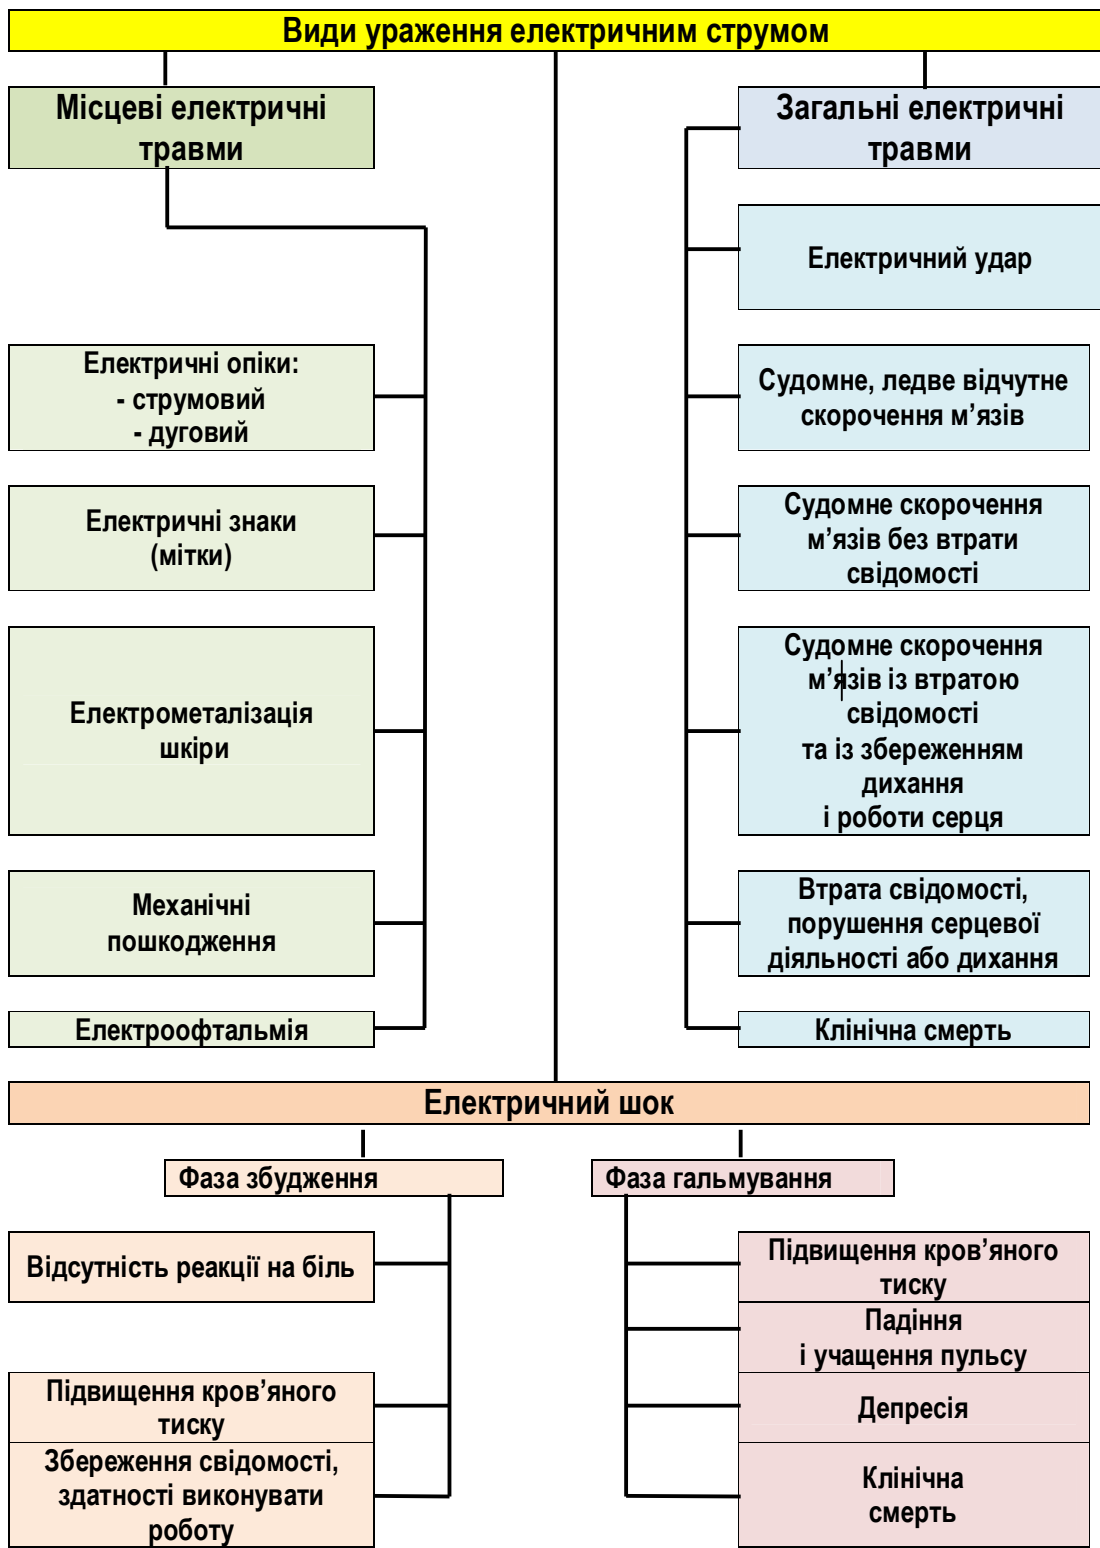 Види ураження електричним струмом
Місцеві електричні
травми
Загальні електричні
травми
Електричний удар
Електричні опіки:
- струмовий
- дуговий
Судомне, ледве відчутне
скорочення м’язів
Електричні знаки
(мітки)
Судомне скорочення
м’язів без втрати
свідомості
Електрометалізація
шкіри
Судомне скорочення
м’язів із втратою
свідомості
та із збереженням
дихання
і роботи серця
Механічні
пошкодження
Втрата свідомості,
порушення серцевої
діяльності або дихання
Електроофтальмія
Клінічна смерть
Електричний шок
Фаза збудження
Фаза гальмування
Відсутність реакції на біль
Підвищення кров’яного
тиску
Падіння
і учащення пульсу
Підвищення кров’яного
тиску
Депресія
Збереження свідомості,
здатності виконувати
роботу
Клінічна
смерть